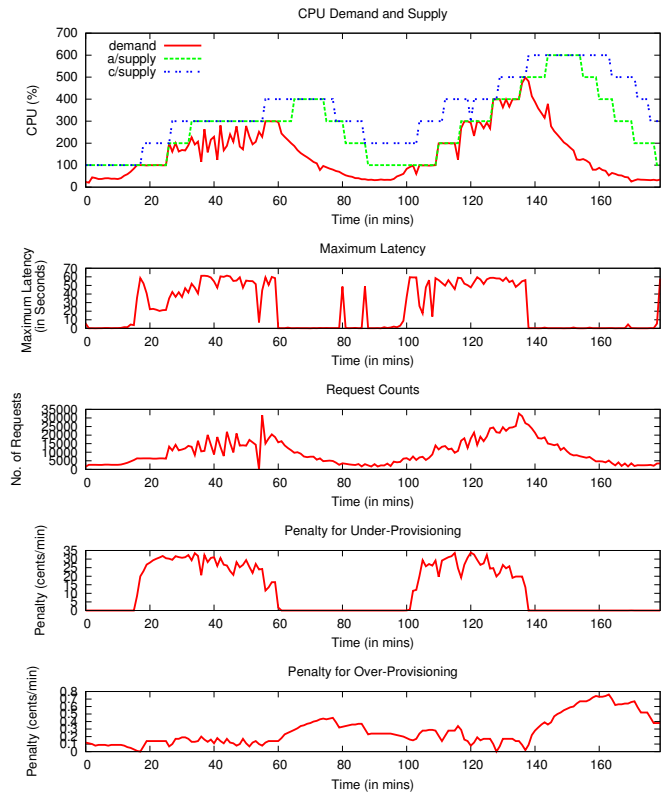 CPU Demand and Supply
700
600
500
400
300
200
100
0
CPU (%)
demand
a/supply
c/supply
0 20 40 60 80 100 120 140 160
Time (in mins)
Maximum Latency
70
60
50
40
30
20
10
0
Maximum Latency
(in Seconds)
0 20 40 60 80 100 120 140 160
Time (in mins)
Request Counts
35000
30000
25000
20000
15000
10000
5000
0
No. of Requests
0 20 40 60 80 100 120 140 160
Time (in mins)
Penalty for Under-Provisioning
35
30
25
20
15
10
5
0
Penalty (cents/min)
0 20 40 60 80 100 120 140 160
Time (in mins)
Penalty for Over-Provisioning
0.8
0.7
0.6
0.5
0.4
0.3
0.2
0.1
0
Penalty (cents/min)
0 20 40 60 80 100 120 140 160
Time (in mins)